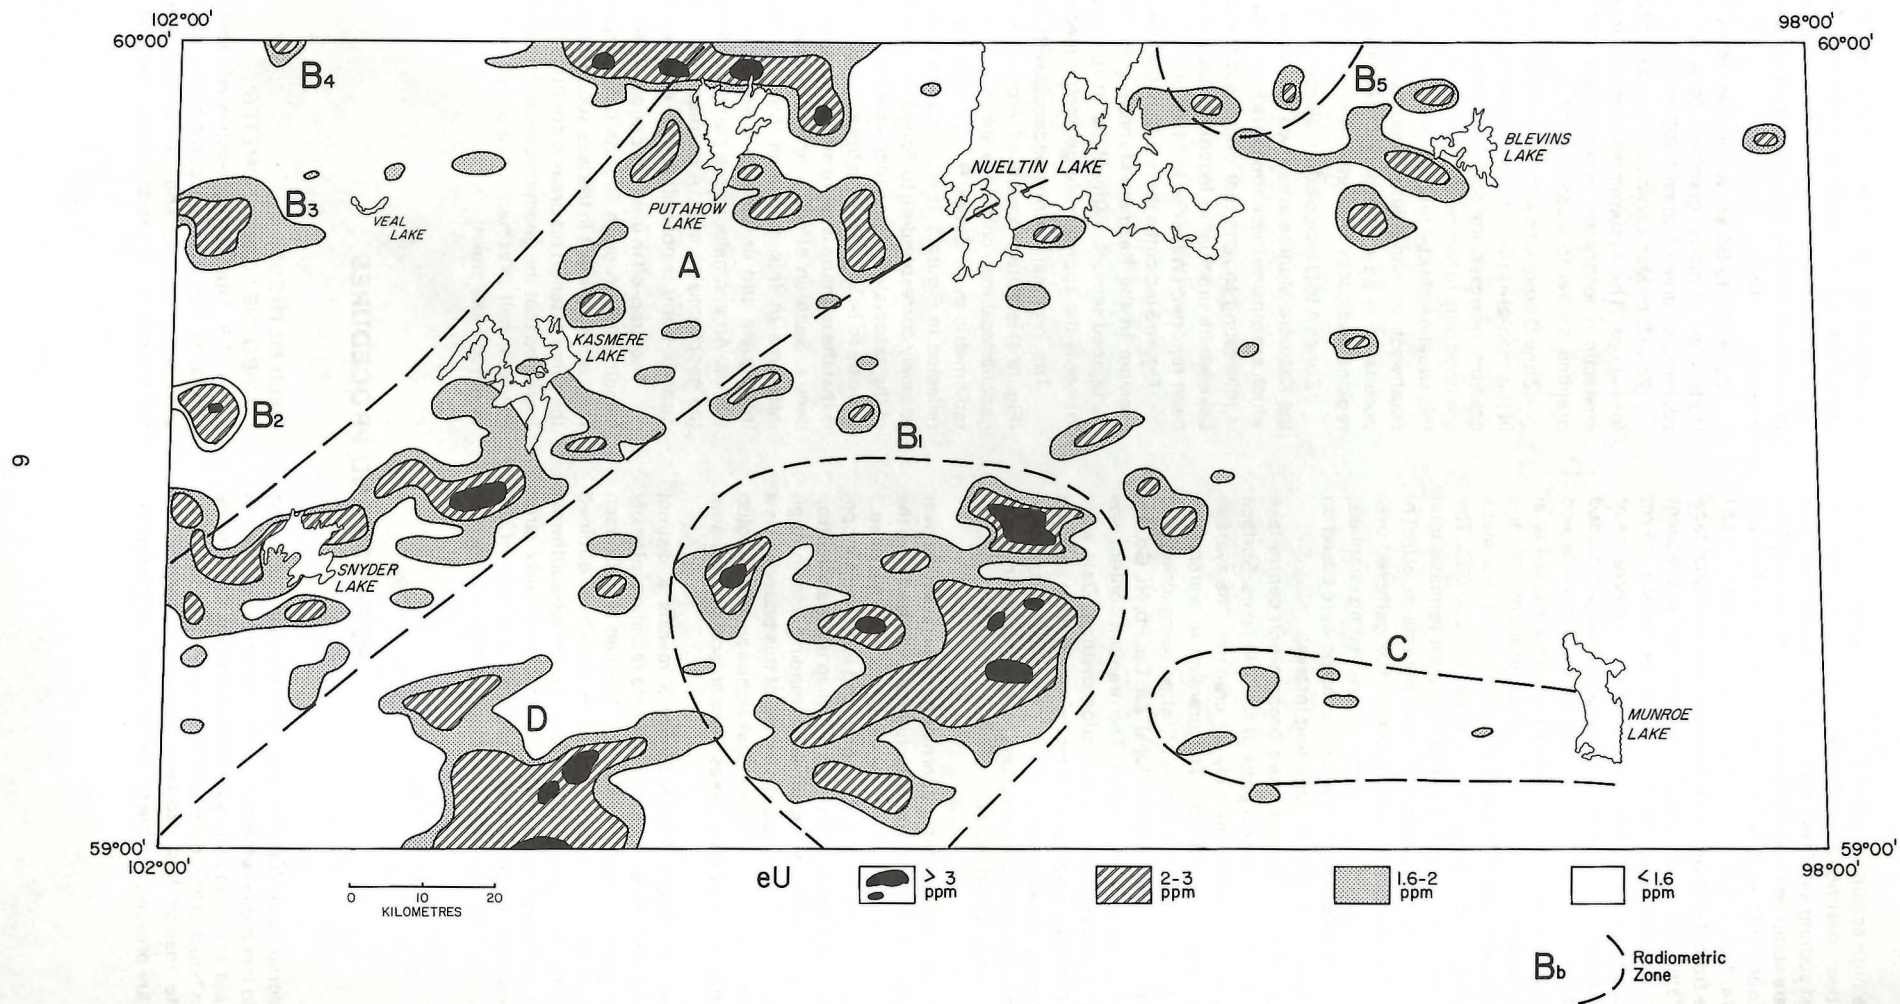 102°00'
98°00'
60°00'
60°00'
B4
B5
BLEVINS
LAKE
NUELTIN LAKE
B3
VEAL
LAKE
PUTAHOW
LAKE
A
KASMERE
LAKE
B2
B1
6
SNYDER
LAKE
C
D
MUNROE
LAKE
59°00'
59°00'
102°00'
98°00'
eU
> 3
ppm
2-3
ppm
1.6-2
ppm
< 1.6
ppm
0 10 20
KILOMETRES
Bb
Radiometric
Zone